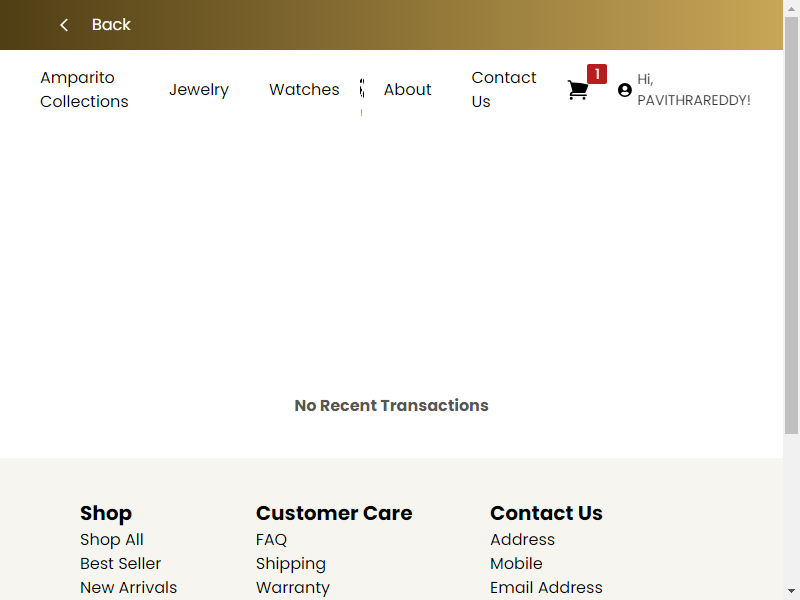 Back
Amparito
Collections
Jewelry
Watches
About
Contact
Us
1
Hi,
PAVITHRAREDDY!
No Recent Transactions
Shop
Shop All
Best Seller
New Arrivals
Customer Care
FAQ
Shipping
Warranty
Contact Us
Address
Mobile
Email Address